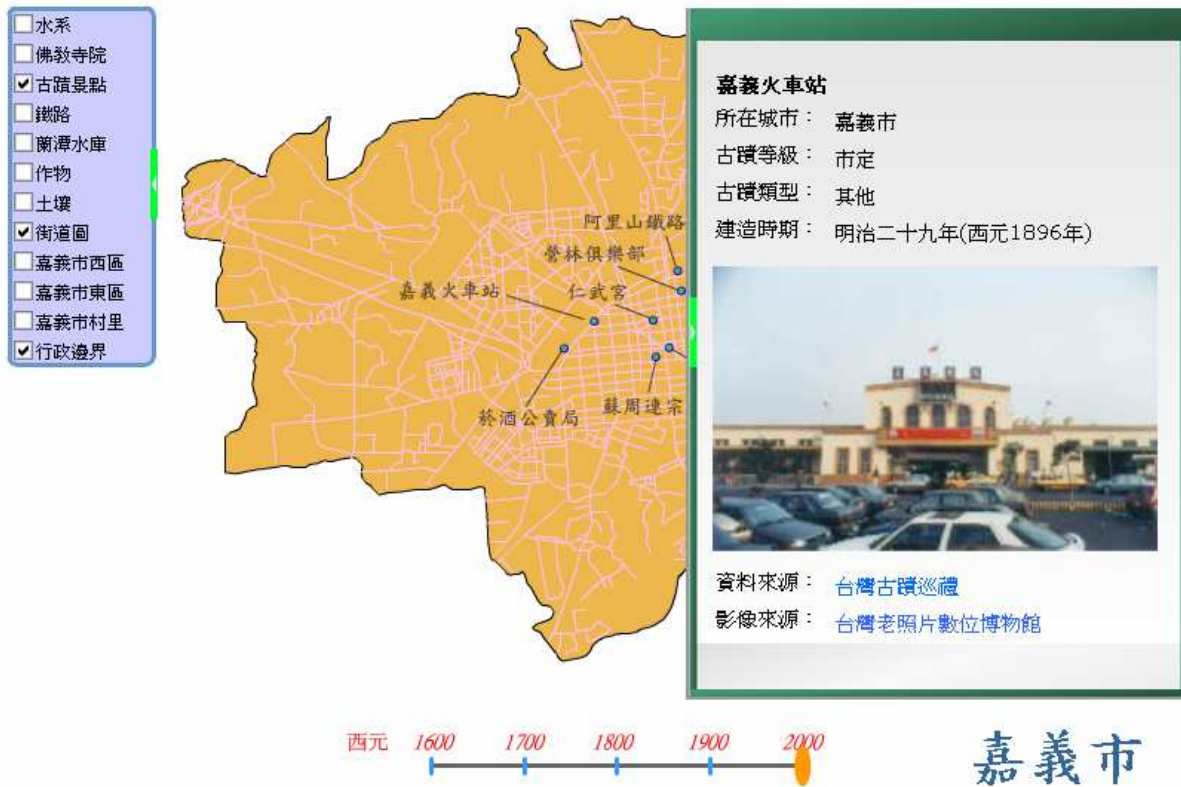 水系
佛教寺院
古蹟景點
鐵路
蘭潭水庫
作物
土壤
街道圖
嘉義市西區
嘉義市東區
嘉義市村里
行政邊界
阿里山鐵路
營林俱樂部
嘉義火車站
仁武宮
菸酒公賣局
蘇周連宗
嘉義火車站
所在城市： 嘉義市
古蹟等級： 市定
古蹟類型： 其他
建造時期： 明治二十九年(西元1896年)
資料來源： 台灣古蹟巡禮
影像來源： 台灣老照片數位博物館
西元 1600 1700 1800 1900 2000
嘉義市